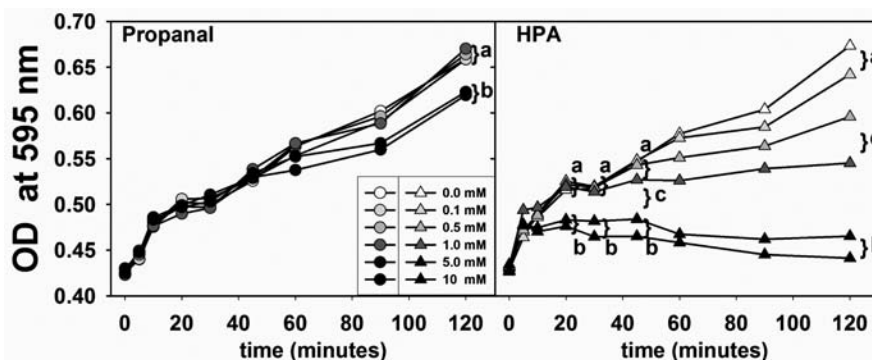 Propanal
HPA
OD at 595 nm
0.70
0.65
0.60
0.55
0.50
0.45
0.40
a
b
0.0 mM
0.1 mM
0.5 mM
1.0 mM
5.0 mM
10 mM
a
a
a
c
b
b
b
0 20 40 60 80 100 120
0 20 40 60 80 100 120
time (minutes)
time (minutes)